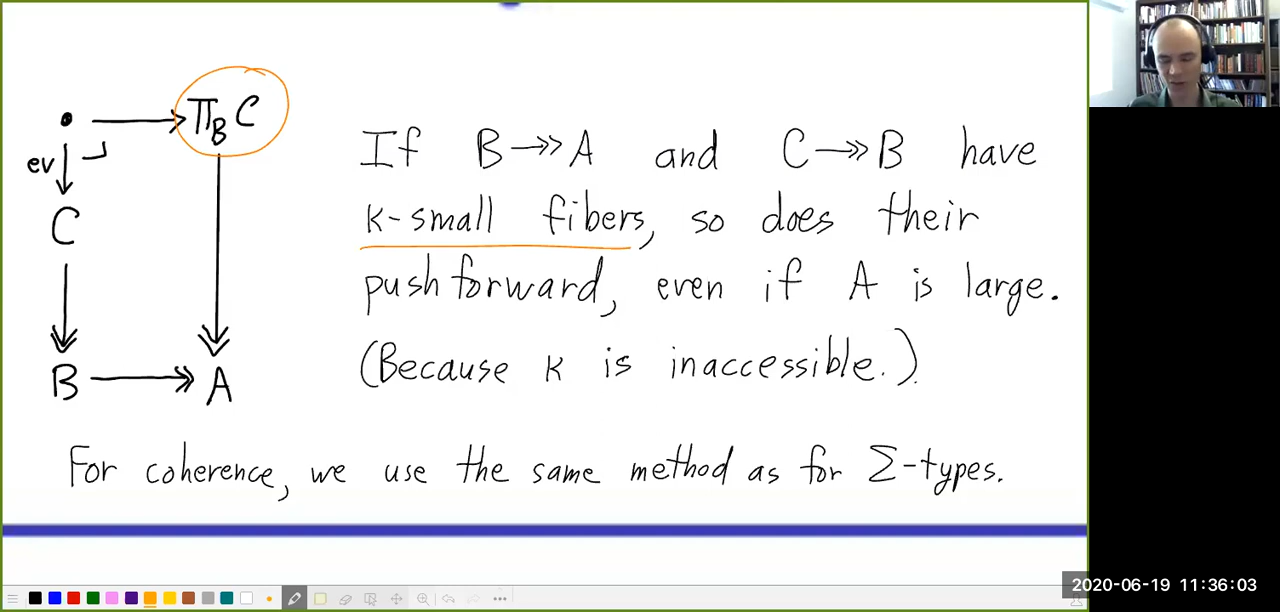 Π_B C
ev
C
B
A
If B ↠ A and C ↠ B have
κ-small fibers, so does their
pushforward, even if A is large.
(Because κ is inaccessible.).
For coherence, we use the same method as for Σ-types.
2020-06-19 11:36:03